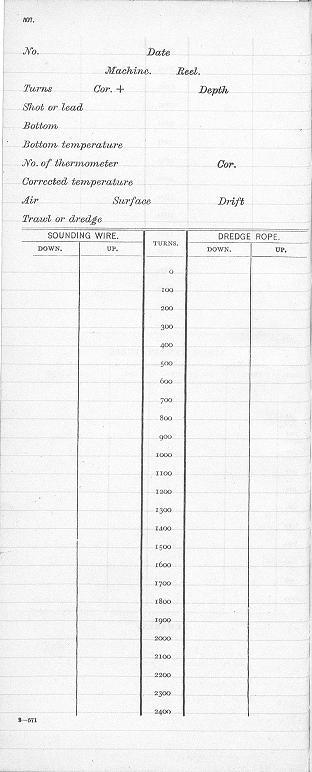 No. Date
Machine. Reel.
Turns Cor. + Depth
Shot or lead
Bottom
Bottom temperature
No. of thermometer Cor.
Corrected temperature
Air Surface Drift
Trawl or dredge
SOUNDING WIRE. TURNS. DREDGE ROPE.
DOWN. UP. DOWN. UP.
0
100
200
300
400
500
600
700
800
900
1000
1100
1200
1300
1400
1500
1600
1700
1800
1900
2000
2100
2200
2300
2400
3—571